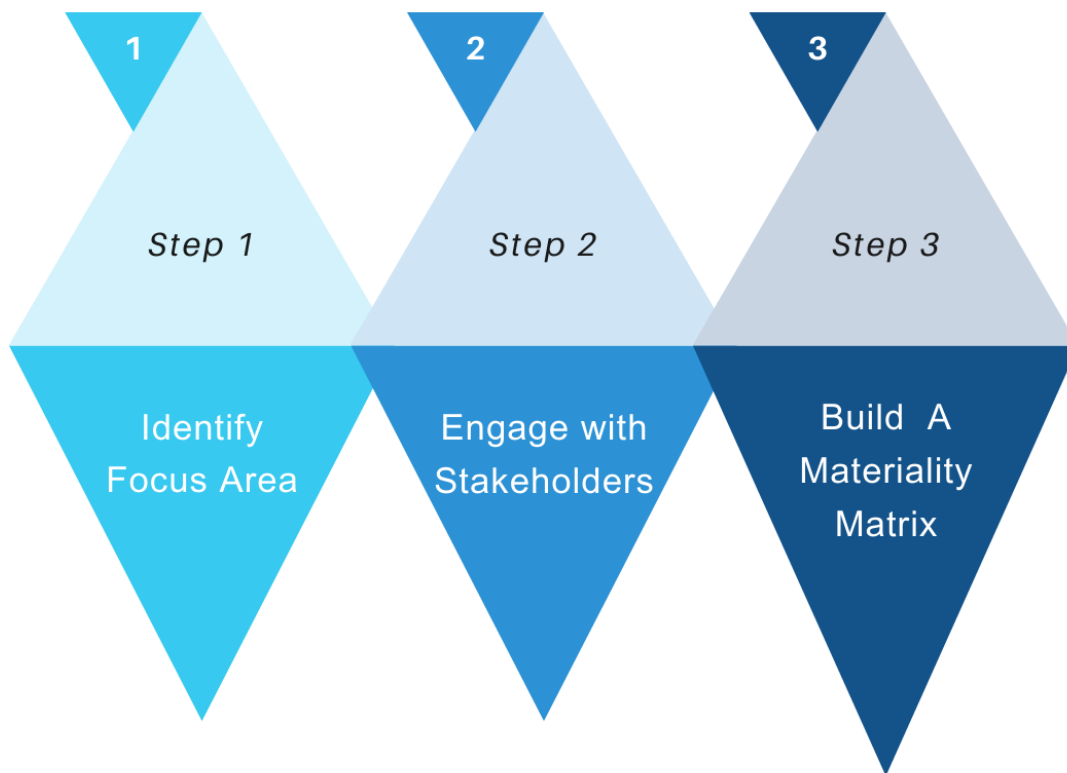 1
Step 1
Identify
Focus Area
2
Step 2
Engage with
Stakeholders
3
Step 3
Build A
Materiality
Matrix